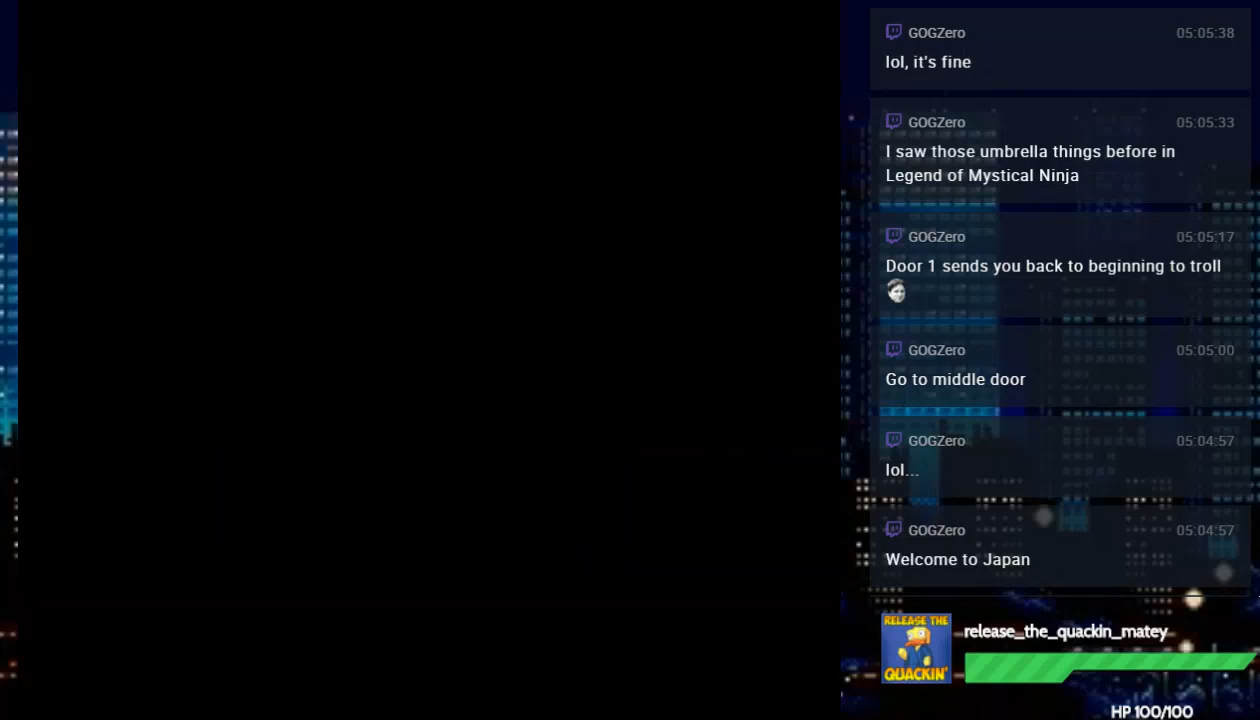 GOGZero 05:05:38
lol, it's fine
GOGZero 05:05:33
I saw those umbrella things before in
Legend of Mystical Ninja
GOGZero 05:05:17
Door 1 sends you back to beginning to troll
GOGZero 05:05:00
Go to middle door
GOGZero 05:04:57
lol...
GOGZero 05:04:57
Welcome to Japan
RELEASE THE
QUACKIN'
release_the_quackin_matey
HP 100/100